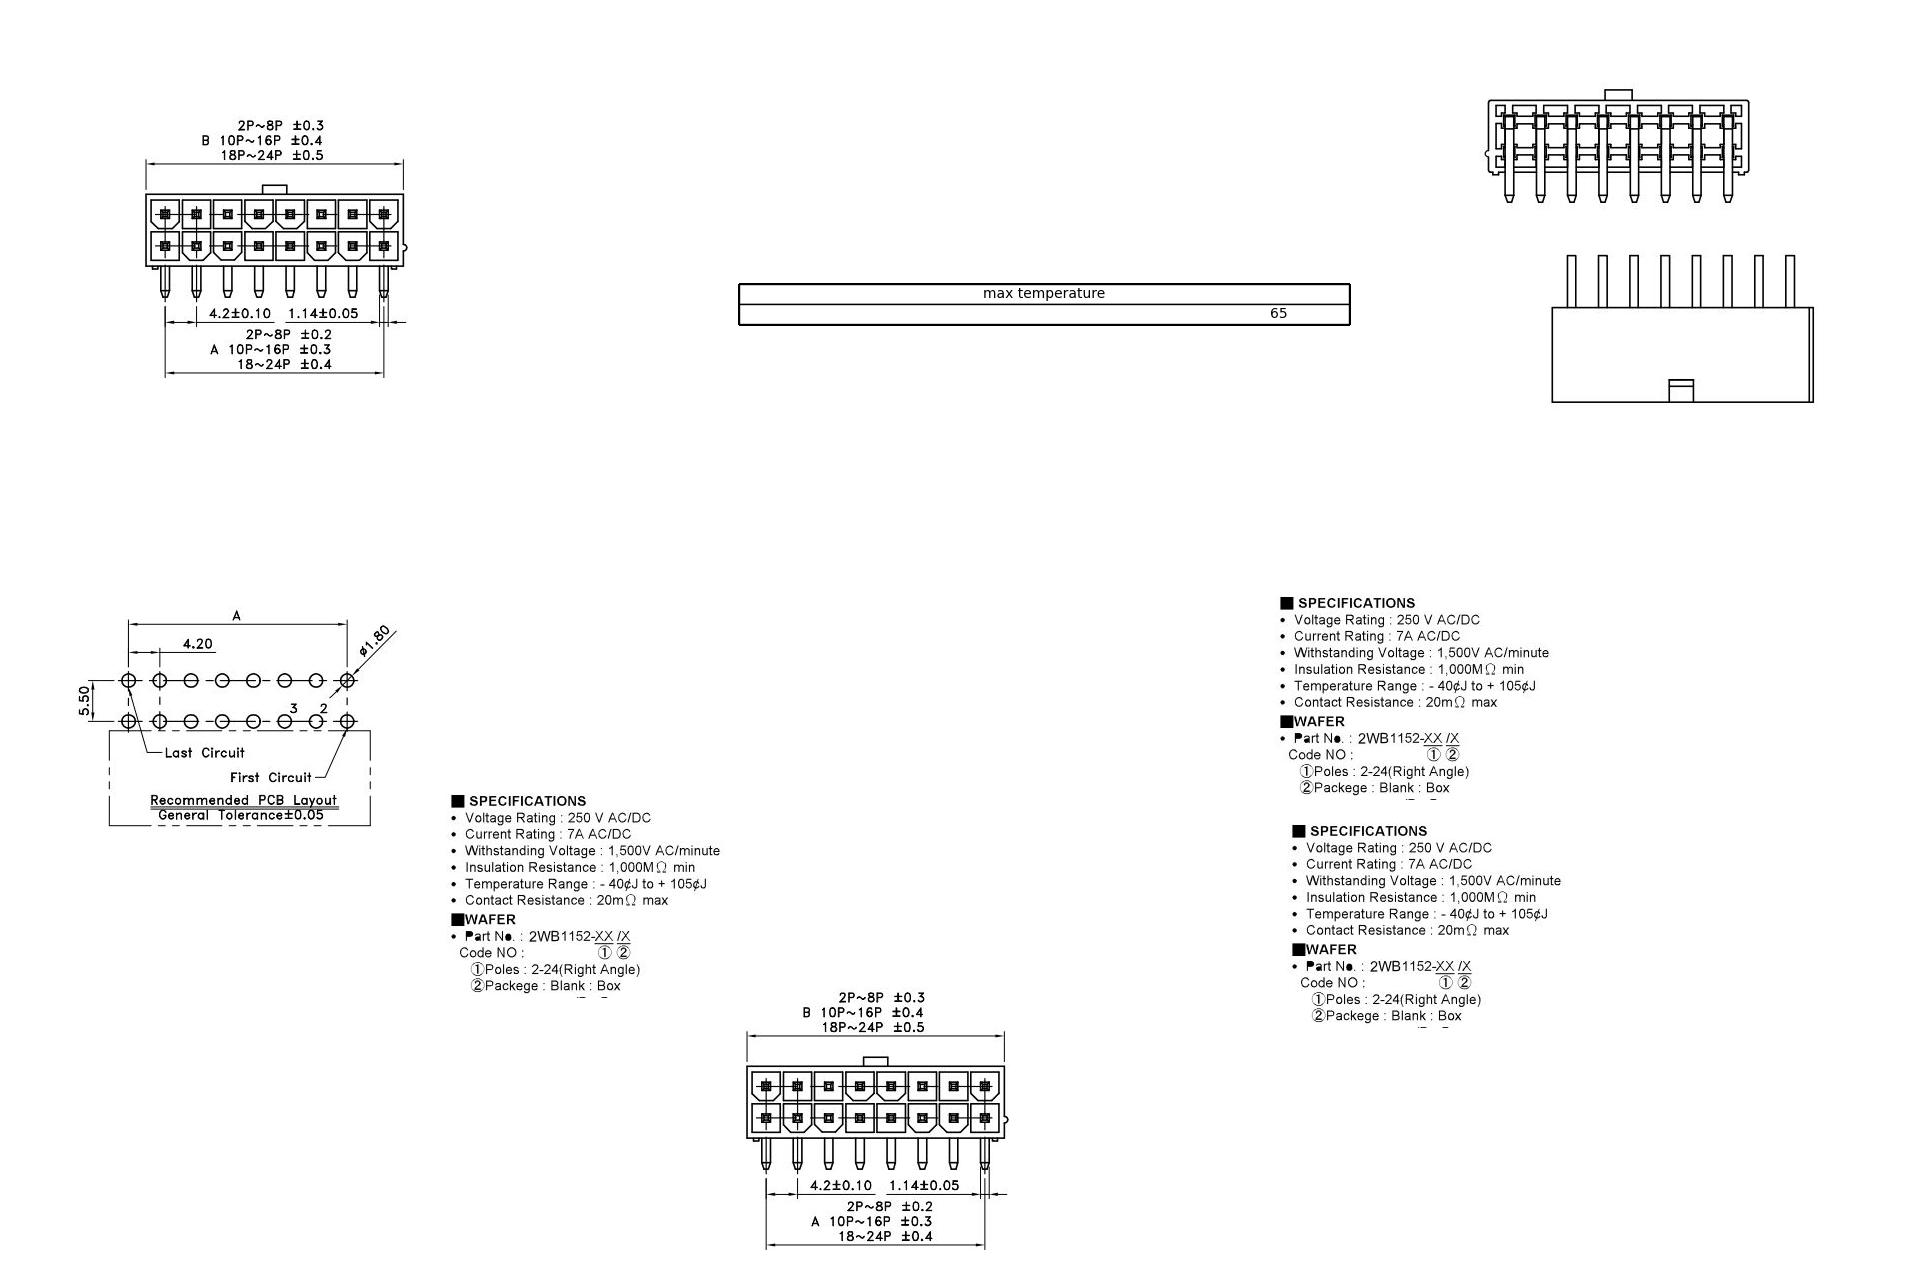 2P~8P ±0.3
B 10P~16P ±0.4
18P~24P ±0.5
4.2±0.10 1.14±0.05
2P~8P ±0.2
A 10P~16P ±0.3
18~24P ±0.4
max temperature
65
A
4.20
ø1.80
5.50
3 2
Last Circuit
First Circuit
Recommended PCB Layout
General Tolerance±0.05
■ SPECIFICATIONS
• Voltage Rating : 250 V AC/DC
• Current Rating : 7A AC/DC
• Withstanding Voltage : 1,500V AC/minute
• Insulation Resistance : 1,000MΩ min
• Temperature Range : - 40¢J to + 105¢J
• Contact Resistance : 20mΩ max
■WAFER
• Part No. : 2WB1152-XX /X
Code NO : ① ②
①Poles : 2-24(Right Angle)
②Packege : Blank : Box
■ SPECIFICATIONS
• Voltage Rating : 250 V AC/DC
• Current Rating : 7A AC/DC
• Withstanding Voltage : 1,500V AC/minute
• Insulation Resistance : 1,000MΩ min
• Temperature Range : - 40¢J to + 105¢J
• Contact Resistance : 20mΩ max
■WAFER
• Part No. : 2WB1152-XX /X
Code NO : ① ②
①Poles : 2-24(Right Angle)
②Packege : Blank : Box
■ SPECIFICATIONS
• Voltage Rating : 250 V AC/DC
• Current Rating : 7A AC/DC
• Withstanding Voltage : 1,500V AC/minute
• Insulation Resistance : 1,000MΩ min
• Temperature Range : - 40¢J to + 105¢J
• Contact Resistance : 20mΩ max
■WAFER
• Part No. : 2WB1152-XX /X
Code NO : ① ②
①Poles : 2-24(Right Angle)
②Packege : Blank : Box
2P~8P ±0.3
B 10P~16P ±0.4
18P~24P ±0.5
4.2±0.10 1.14±0.05
2P~8P ±0.2
A 10P~16P ±0.3
18~24P ±0.4